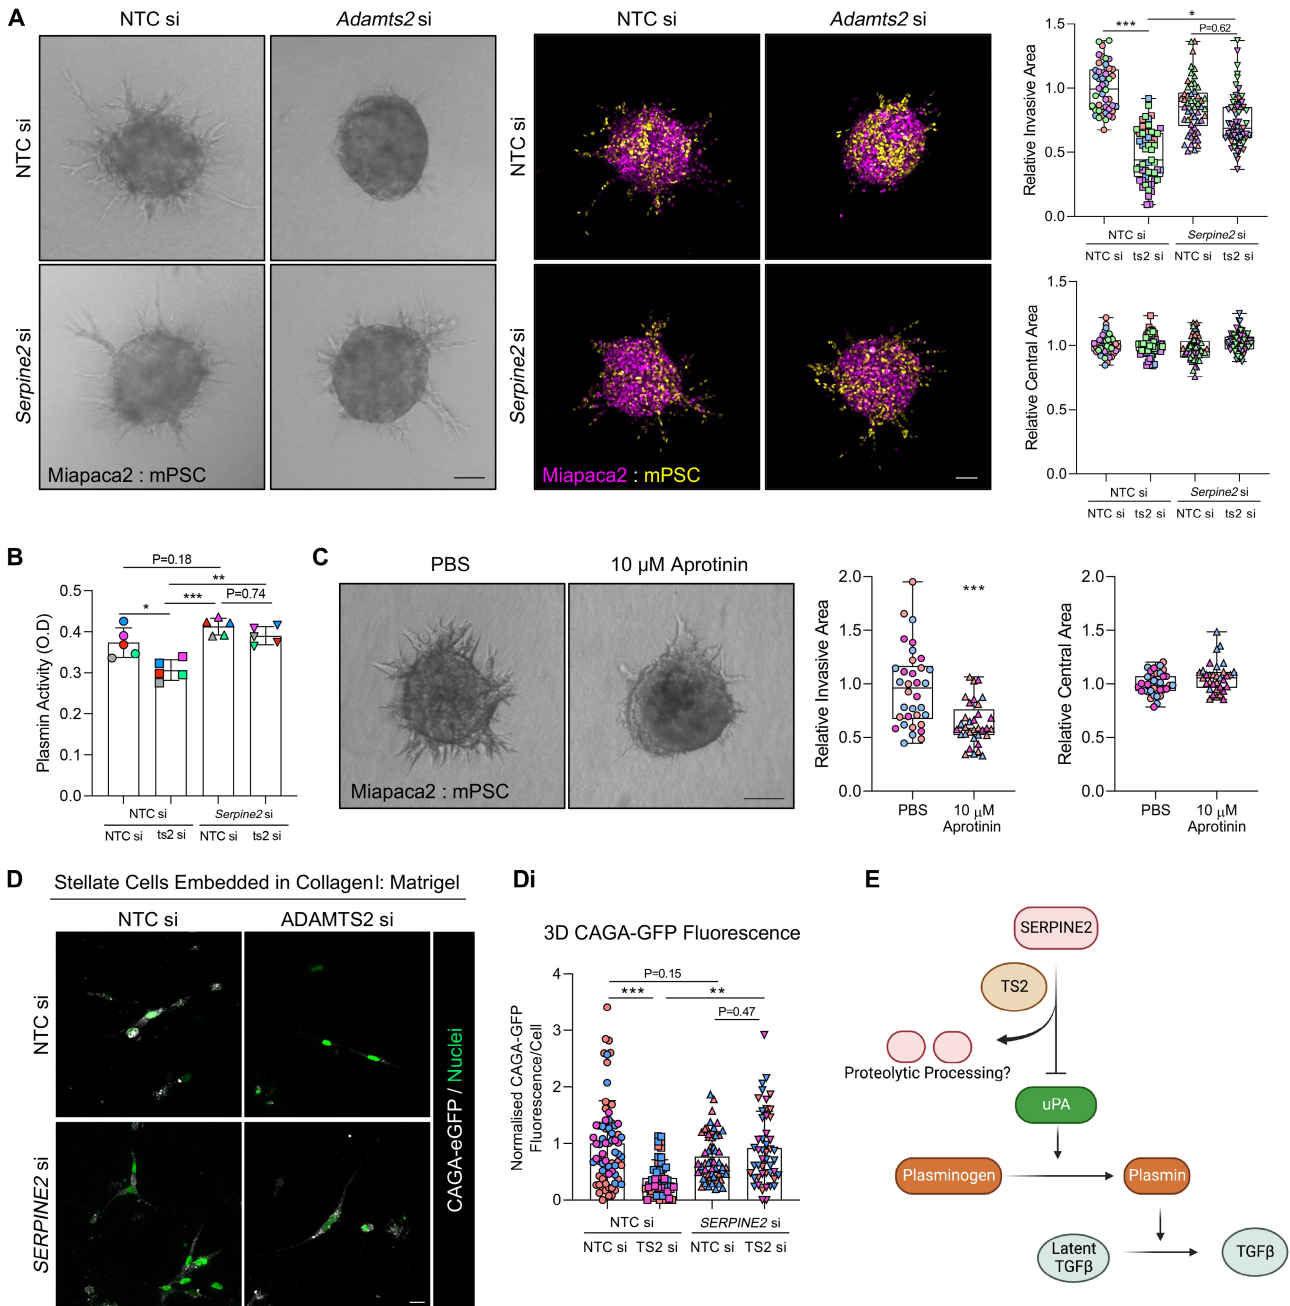 A
NTC si
Adamts2 si
NTC si
Serpine2 si
Miapaca2 : mPSC
NTC si
Adamts2 si
NTC si
Serpine2 si
Miapaca2 : mPSC
Relative Invasive Area
1.5
1.0
0.5
0.0
***
*
P=0.62
NTC si
Serpine2 si
NTC si ts2 si NTC si ts2 si
Relative Central Area
1.5
1.0
0.5
0.0
NTC si
Serpine2 si
NTC si ts2 si NTC si ts2 si
B
Plasmin Activity (O.D)
0.5
0.4
0.3
0.2
0.1
0.0
P=0.18
**
*
***
P=0.74
NTC si
Serpine2 si
NTC si ts2 si NTC si ts2 si
C
PBS
10 µM Aprotinin
Miapaca2 : mPSC
Relative Invasive Area
2.0
1.5
1.0
0.5
0.0
***
PBS
10 µM
Aprotinin
Relative Central Area
2.0
1.5
1.0
0.5
0.0
PBS
10 µM
Aprotinin
D
Stellate Cells Embedded in CollagenI: Matrigel
NTC si
ADAMTS2 si
NTC si
SERPINE2 si
CAGA-eGFP / Nuclei
Di
3D CAGA-GFP Fluorescence
Normalised CAGA-GFP
Fluorescence/Cell
4
3
2
1
0
P=0.15
***
**
P=0.47
NTC si
SERPINE2 si
NTC si TS2 si NTC si TS2 si
E
SERPINE2
TS2
Proteolytic Processing?
uPA
Plasminogen
Plasmin
Latent
TGFβ
TGFβ